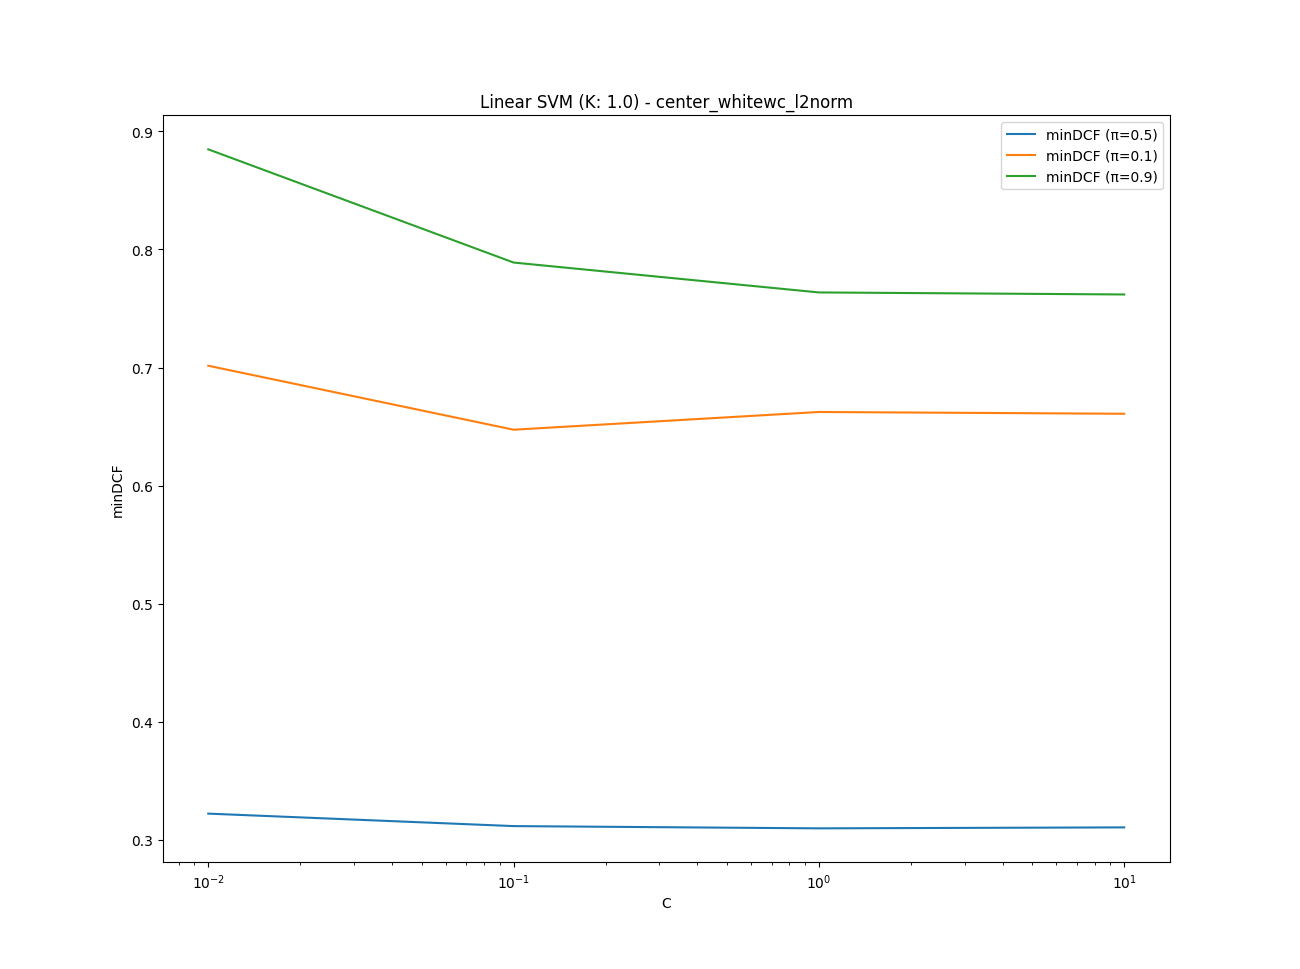 Linear SVM (K: 1.0) - center_whitewc_l2norm
minDCF (π=0.5)
minDCF (π=0.1)
minDCF (π=0.9)
0.9
0.8
0.7
0.6
0.5
0.4
0.3
minDCF
10⁻² 10⁻¹ 10⁰ 10¹
C